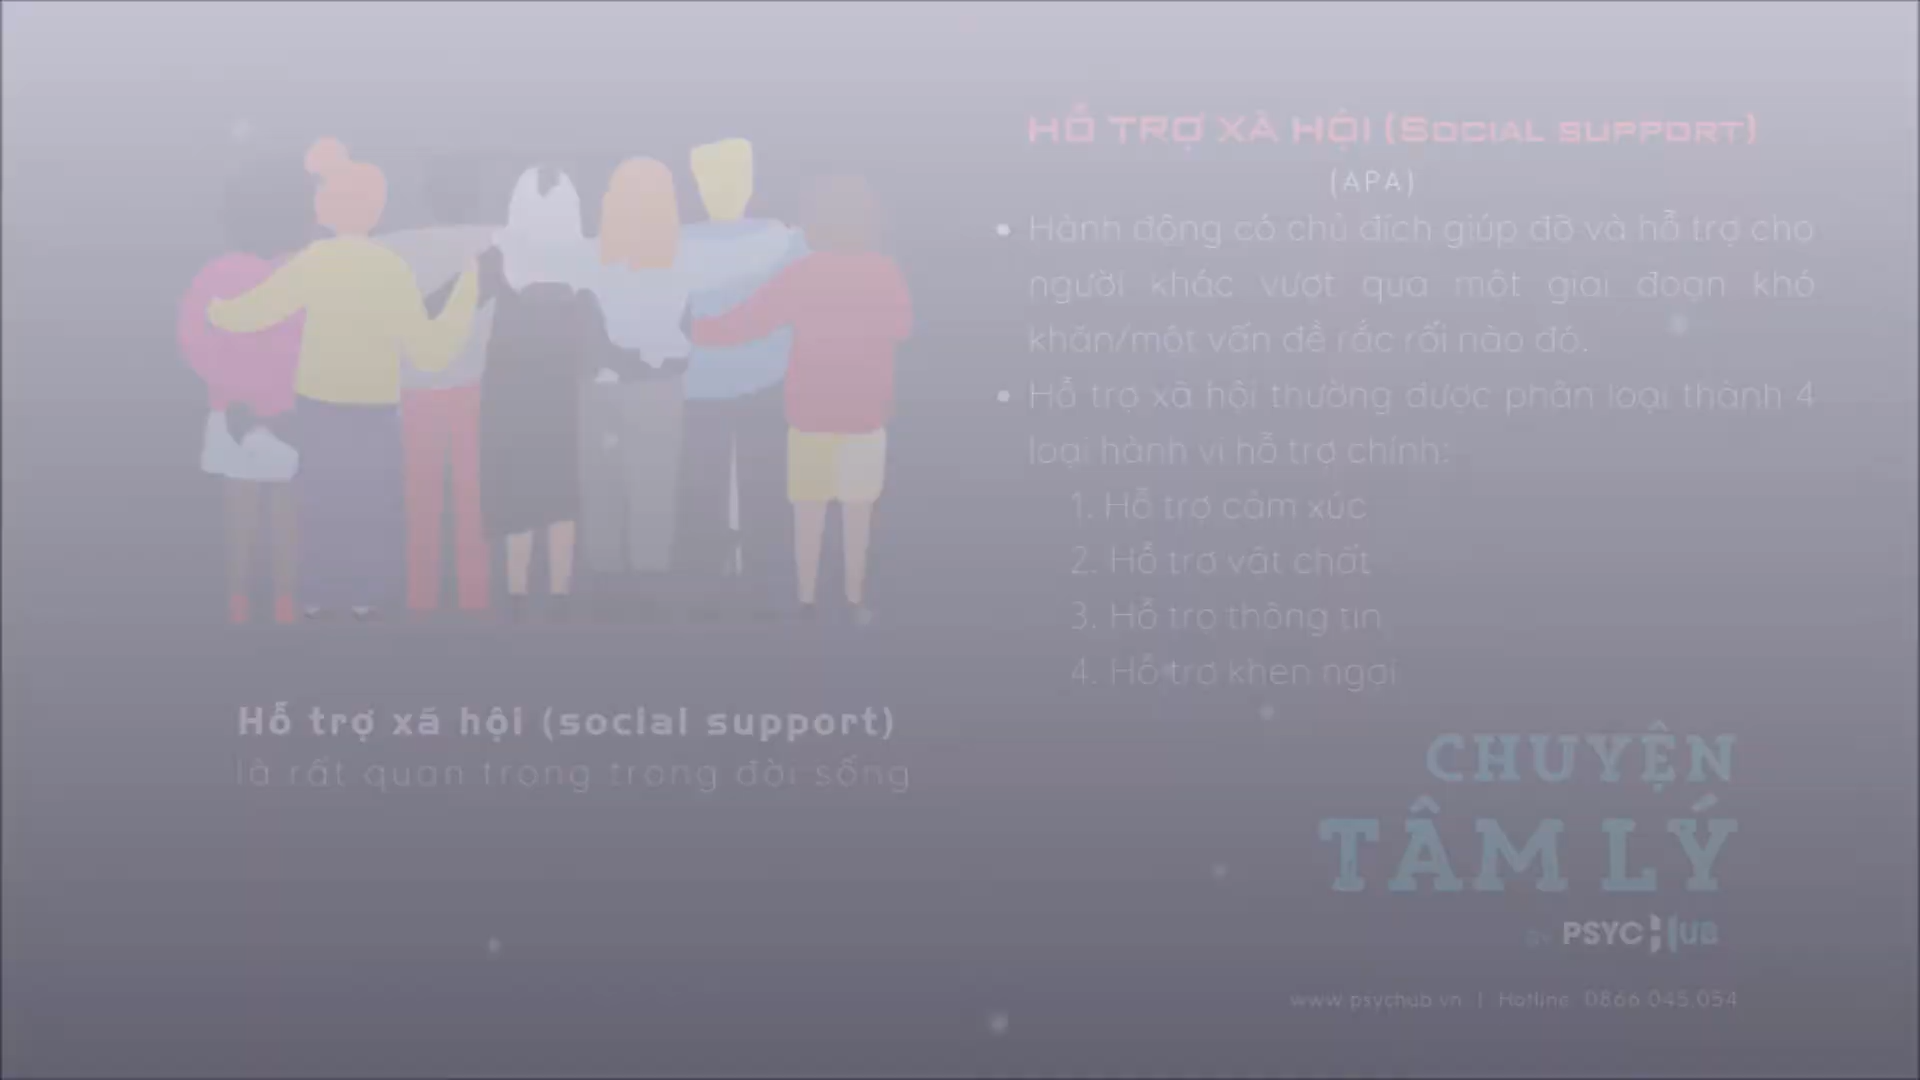 HỖ TRỢ XÃ HỘI (SOCIAL SUPPORT)
(APA)
• Hành động có chủ đích giúp đỡ và hỗ trợ cho
người khác vượt qua một giai đoạn khó
khăn/một vấn đề rắc rối nào đó.
• Hỗ trợ xã hội thường được phân loại thành 4
loại hành vi hỗ trợ chính:
1. Hỗ trợ cảm xúc
2. Hỗ trợ vật chất
3. Hỗ trợ thông tin
4. Hỗ trợ khen ngợi
Hỗ trợ xã hội (social support)
là rất quan trọng trong đời sống
CHUYỆN
TÂM LÝ
BY PSYCHUB
www.psychub.vn | Hotline: 0866.045.054